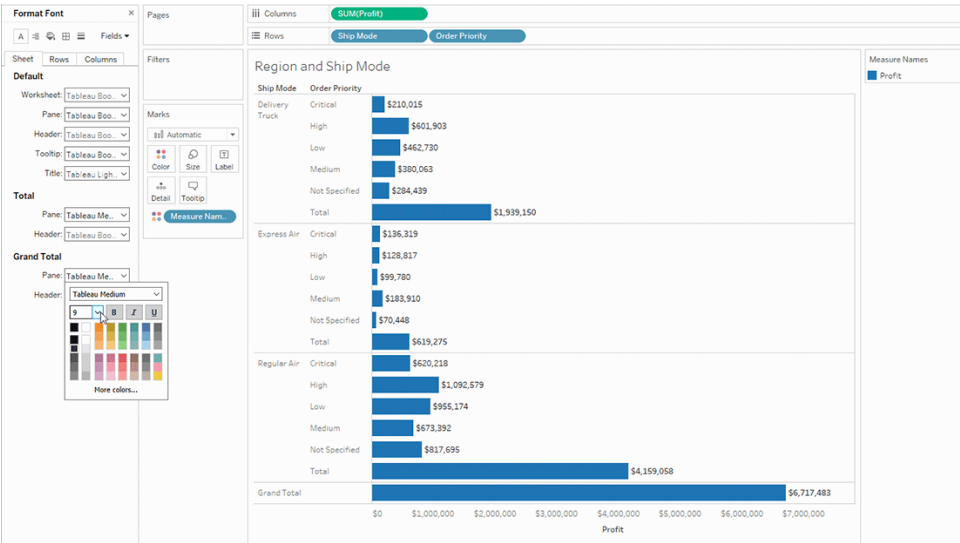 Format Font ×
A Fields ▾
Sheet Rows Columns
Default
Worksheet: Tableau Boo..
Pane: Tableau Boo..
Header: Tableau Boo..
Tooltip: Tableau Boo..
Title: Tableau Ligh..
Total
Pane: Tableau Me..
Header: Tableau Boo..
Grand Total
Pane: Tableau Me..
Header:
Tableau Medium
9 B I U
More colors...
Pages
Filters
Marks
Automatic
Color Size Label
Detail Tooltip
Measure Nam..
Columns SUM(Profit)
Rows Ship Mode Order Priority
Region and Ship Mode
Ship Mode Order Priority
Delivery Truck Critical $210,015
High $601,903
Low $462,730
Medium $380,063
Not Specified $284,439
Total $1,939,150
Express Air Critical $136,319
High $128,817
Low $99,780
Medium $183,910
Not Specified $70,448
Total $619,275
Regular Air Critical $620,218
High $1,092,579
Low $955,174
Medium $673,392
Not Specified $817,695
Total $4,159,058
Grand Total $6,717,483
$0 $1,000,000 $2,000,000 $3,000,000 $4,000,000 $5,000,000 $6,000,000 $7,000,000
Profit
Measure Names
Profit